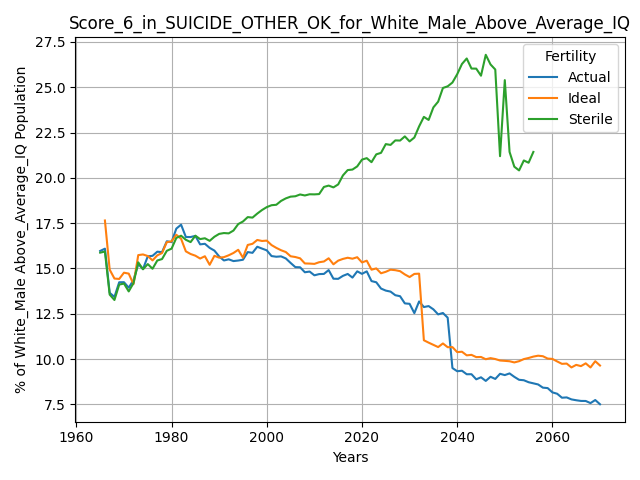 Score_6_in_SUICIDE_OTHER_OK_for_White_Male_Above_Average_IQ
% of White_Male Above_Average_IQ Population
27.5
25.0
22.5
20.0
17.5
15.0
12.5
10.0
7.5
Fertility
Actual
Ideal
Sterile
1960 1980 2000 2020 2040 2060
Years